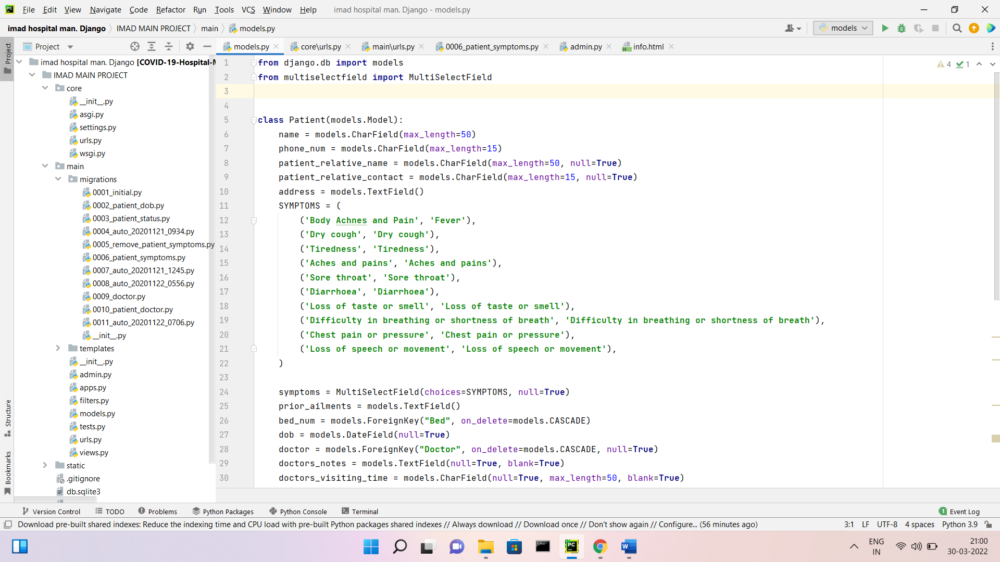 File Edit View Navigate Code Refactor Run Tools VCS Window Help imad hospital man. Django - models.py
imad hospital man. Django IMAD MAIN PROJECT main models.py models
Project
models.py core\urls.py main\urls.py 0006_patient_symptoms.py admin.py info.html
Project
Structure
Bookmarks
imad hospital man. Django [COVID-19-Hospital-
IMAD MAIN PROJECT
core
__init__.py
asgi.py
settings.py
urls.py
wsgi.py
main
migrations
0001_initial.py
0002_patient_dob.py
0003_patient_status.py
0004_auto_20201121_0934.py
0005_remove_patient_symptoms.py
0006_patient_symptoms.py
0007_auto_20201121_1245.py
0008_auto_20201122_0556.py
0009_doctor.py
0010_patient_doctor.py
0011_auto_20201122_0706.py
__init__.py
templates
__init__.py
admin.py
apps.py
filters.py
models.py
tests.py
urls.py
views.py
static
.gitignore
db.sqlite3
4 1
1 from django.db import models
2 from multiselectfield import MultiSelectField
3
4
5 class Patient(models.Model):
6 name = models.CharField(max_length=50)
7 phone_num = models.CharField(max_length=15)
8 patient_relative_name = models.CharField(max_length=50, null=True)
9 patient_relative_contact = models.CharField(max_length=15, null=True)
10 address = models.TextField()
11 SYMPTOMS = (
12 ('Body Achnes and Pain', 'Fever'),
13 ('Dry cough', 'Dry cough'),
14 ('Tiredness', 'Tiredness'),
15 ('Aches and pains', 'Aches and pains'),
16 ('Sore throat', 'Sore throat'),
17 ('Diarrhoea', 'Diarrhoea'),
18 ('Loss of taste or smell', 'Loss of taste or smell'),
19 ('Difficulty in breathing or shortness of breath', 'Difficulty in breathing or shortness of breath'),
20 ('Chest pain or pressure', 'Chest pain or pressure'),
21 ('Loss of speech or movement', 'Loss of speech or movement'),
22 )
23
24 symptoms = MultiSelectField(choices=SYMPTOMS, null=True)
25 prior_ailments = models.TextField()
26 bed_num = models.ForeignKey("Bed", on_delete=models.CASCADE)
27 dob = models.DateField(null=True)
28 doctor = models.ForeignKey("Doctor", on_delete=models.CASCADE, null=True)
29 doctors_notes = models.TextField(null=True, blank=True)
30 doctors_visiting_time = models.CharField(null=True, max_length=50, blank=True)
Version Control TODO Problems Python Packages Python Console Terminal 1 Event Log
Download pre-built shared indexes: Reduce the indexing time and CPU load with pre-built Python packages shared indexes // Always download // Download once // Don't show again // Configure... (56 minutes ago) 3:1 LF UTF-8 4 spaces Python 3.9
ENG
IN
21:00
30-03-2022